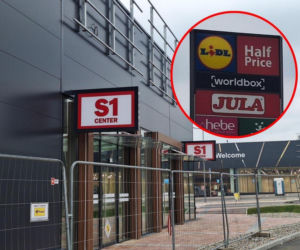 LIDL
Half
Price
[worldbox]
JULA
hebe
S1
CENTER
S1
Welcome